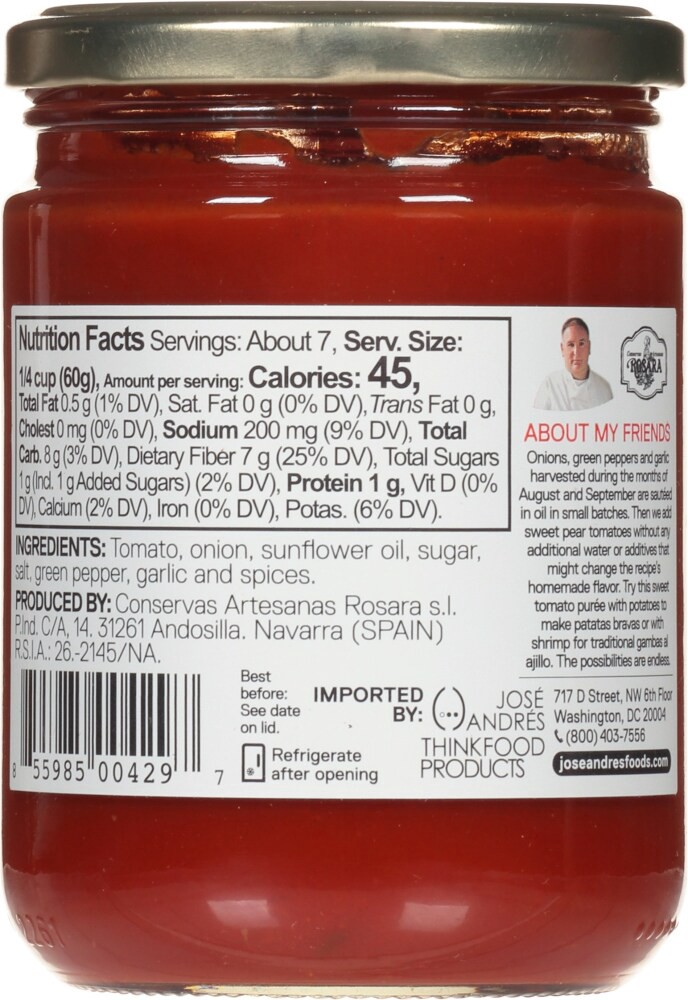 Nutrition Facts Servings: About 7, Serv. Size:
1/4 cup (60g), Amount per serving: Calories: 45,
Total Fat 0.5 g (1% DV), Sat. Fat 0 g (0% DV), Trans Fat 0 g,
Cholest 0 mg (0% DV), Sodium 200 mg (9% DV), Total
Carb. 8 g (3% DV), Dietary Fiber 7 g (25% DV), Total Sugars
1 g (Incl. 1 g Added Sugars) (2% DV), Protein 1 g, Vit D (0%
DV), Calcium (2% DV), Iron (0% DV), Potas. (6% DV).
INGREDIENTS: Tomato, onion, sunflower oil, sugar,
salt, green pepper, garlic and spices.
PRODUCED BY: Conservas Artesanas Rosara s.l.
P.Ind. C/A, 14. 31261 Andosilla. Navarra (SPAIN)
R.S.I.A.: 26.-2145/NA.
8 55985 00429 7
Best
before:
See date
on lid.
Refrigerate
after opening
IMPORTED
BY:
JOSÉ
ANDRÉS
THINKFOOD
PRODUCTS
ROSARA
ABOUT MY FRIENDS
Onions, green peppers and garlic
harvested during the months of
August and September are sautéed
in oil in small batches. Then we add
sweet pear tomatoes without any
additional water or additives that
might change the recipe's
homemade flavor. Try this sweet
tomato purée with potatoes to
make patatas bravas or with
shrimp for traditional gambas al
ajillo. The possibilities are endless.
717 D Street, NW 6th Floor
Washington, DC 20004
(800) 403-7556
joseandresfoods.com